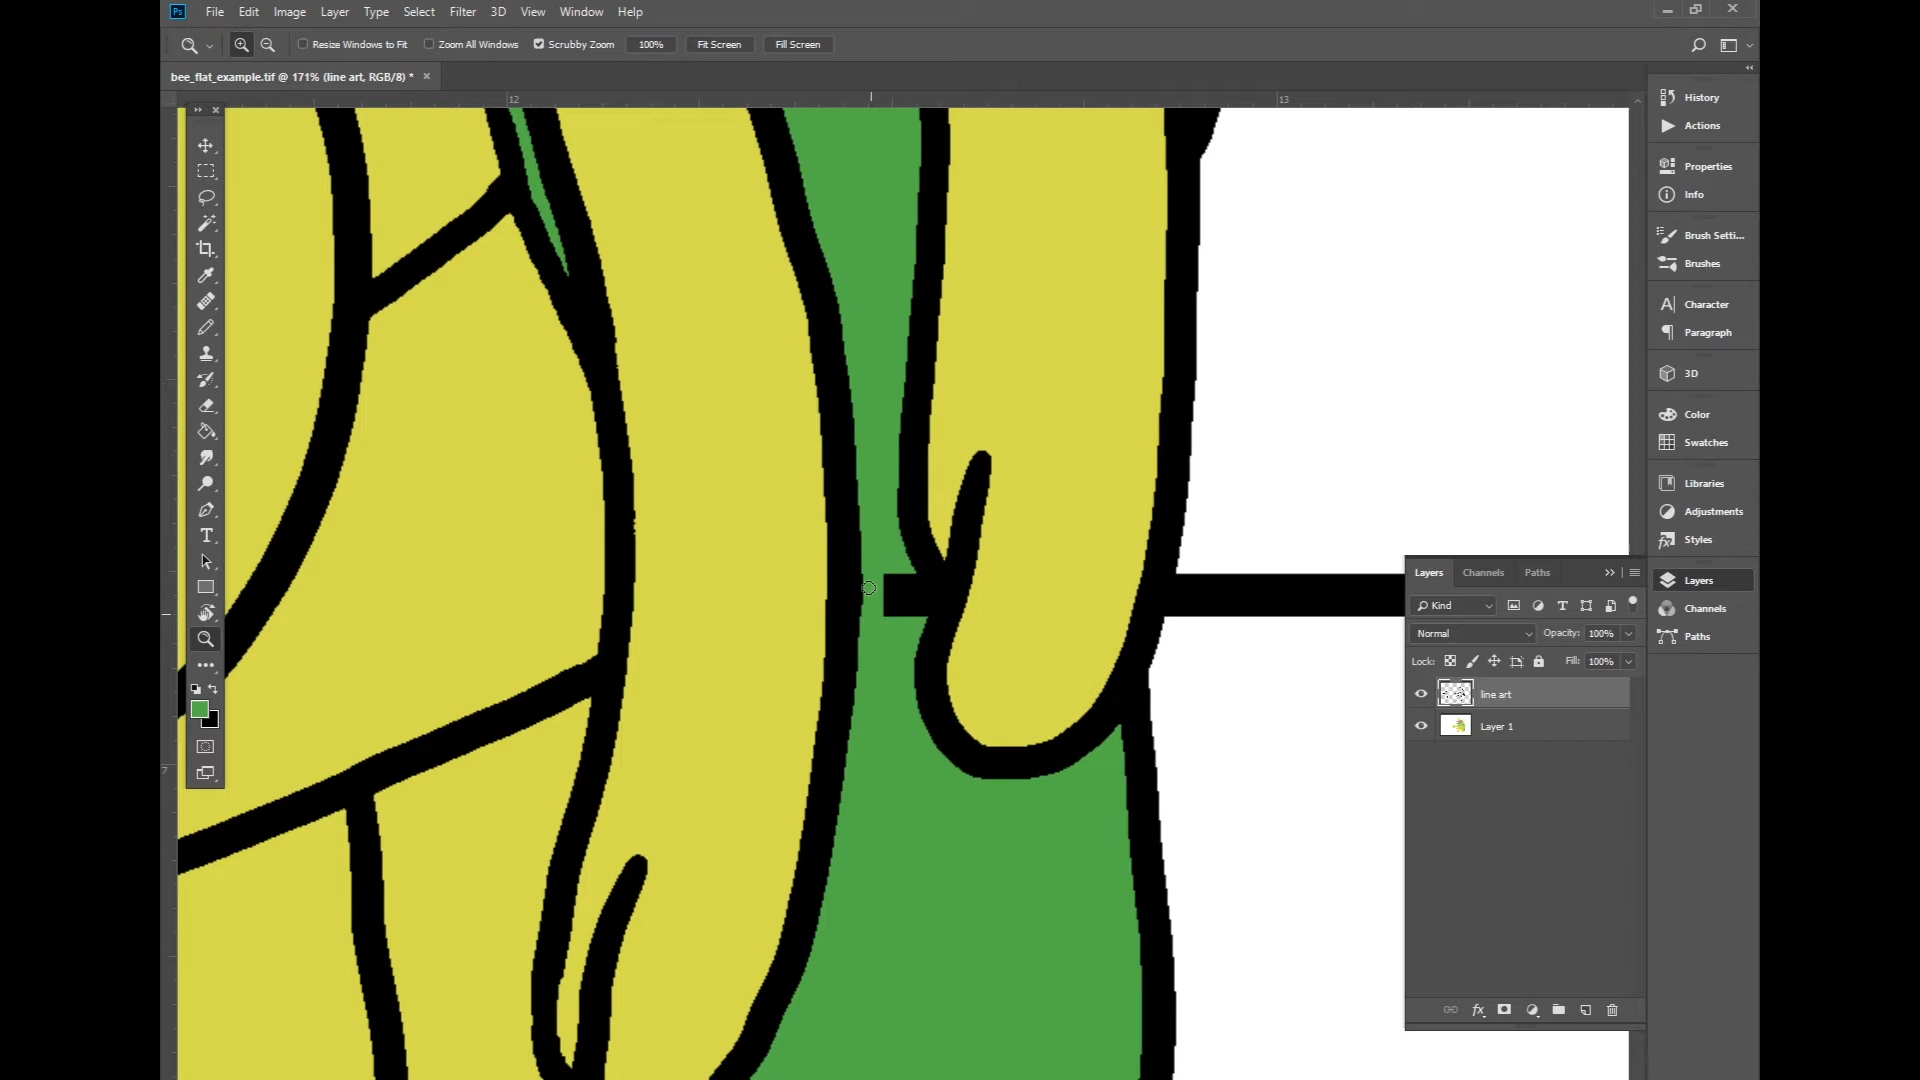 Ps File Edit Image Layer Type Select Filter 3D View Window Help
Resize Windows to Fit Zoom All Windows Scrubby Zoom 100% Fit Screen Fill Screen
bee_flat_example.tif @ 171% (line art, RGB/8) *
12 13
7
History
Actions
Properties
Info
Brush Setti...
Brushes
Character
Paragraph
3D
Color
Swatches
Libraries
Adjustments
Styles
Layers
Channels
Paths
Layers Channels Paths
Kind
Normal Opacity: 100%
Lock: Fill: 100%
line art
Layer 1